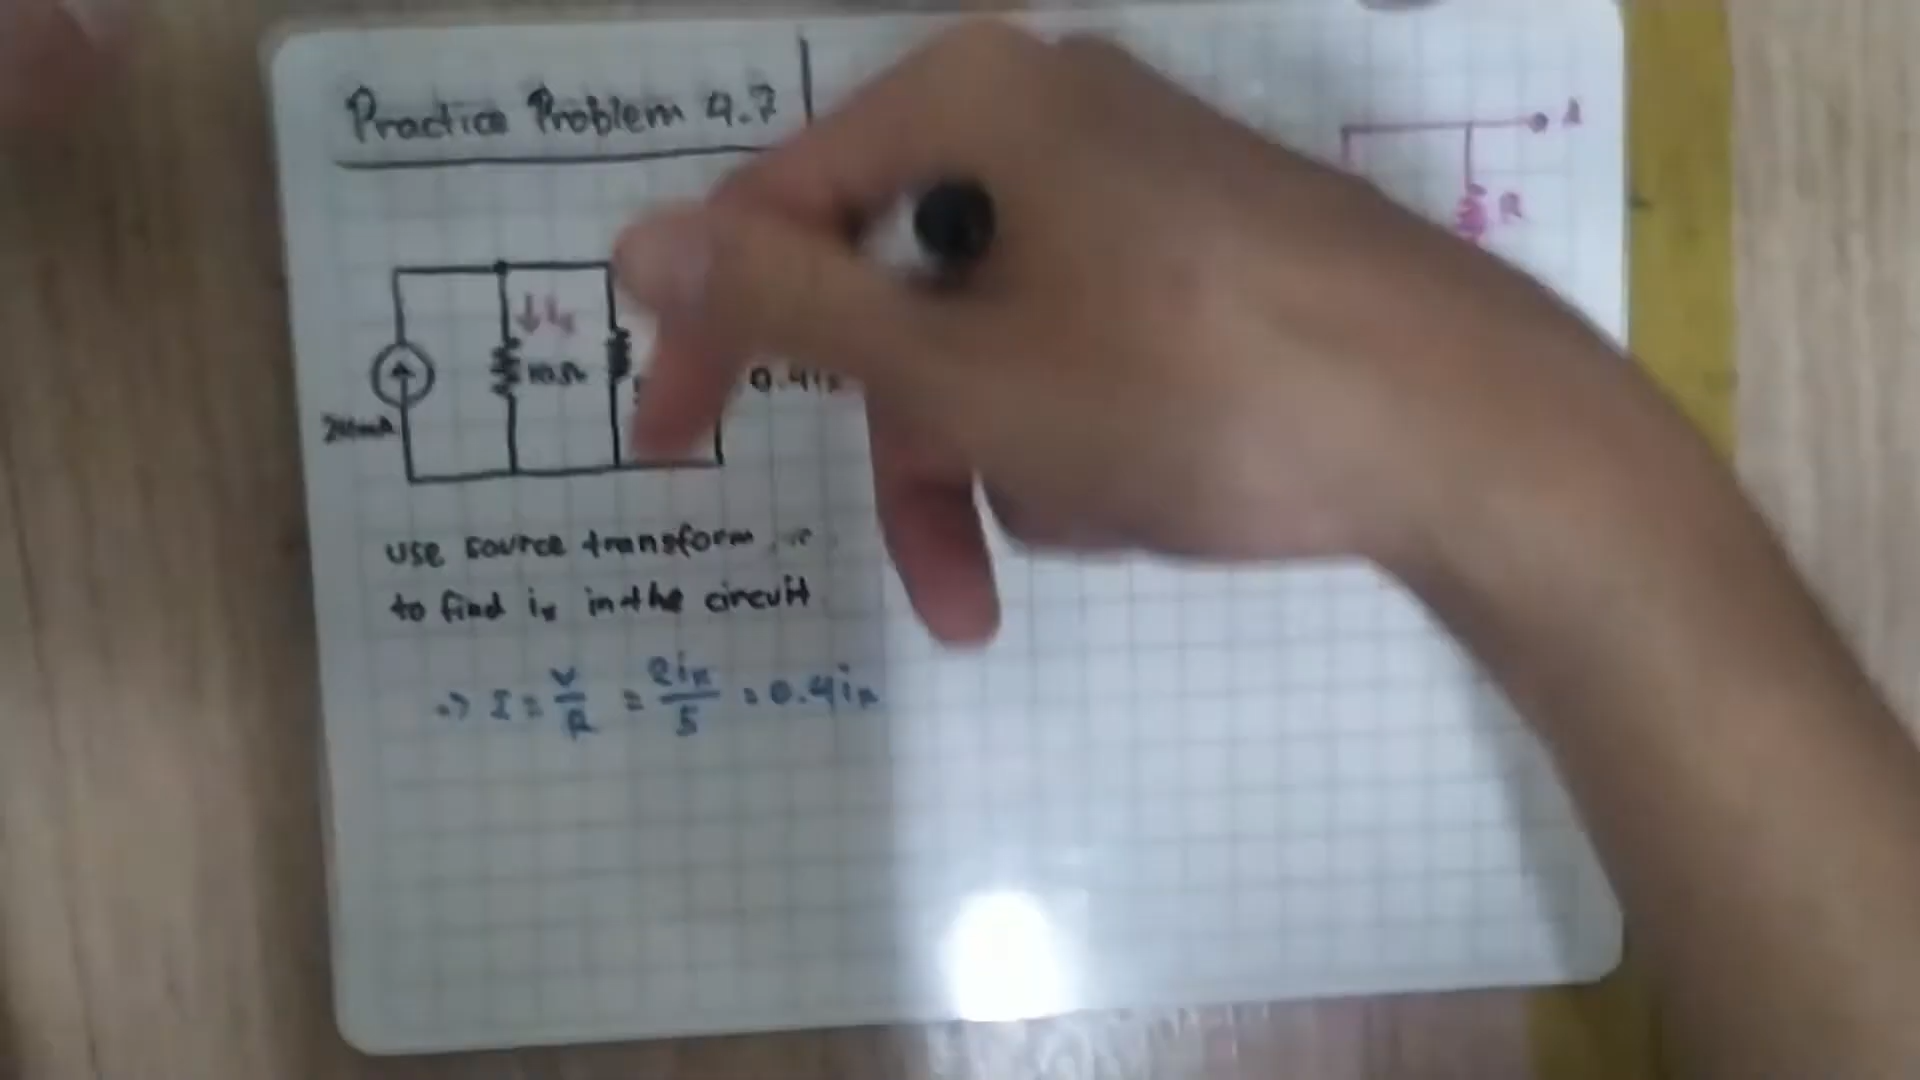 Practice Problem 4.7
A
R
ix
10Ω
0.4ix
use source transform
to find ix in the circuit
=> I = V/R = 2ix/5 = 0.4ix